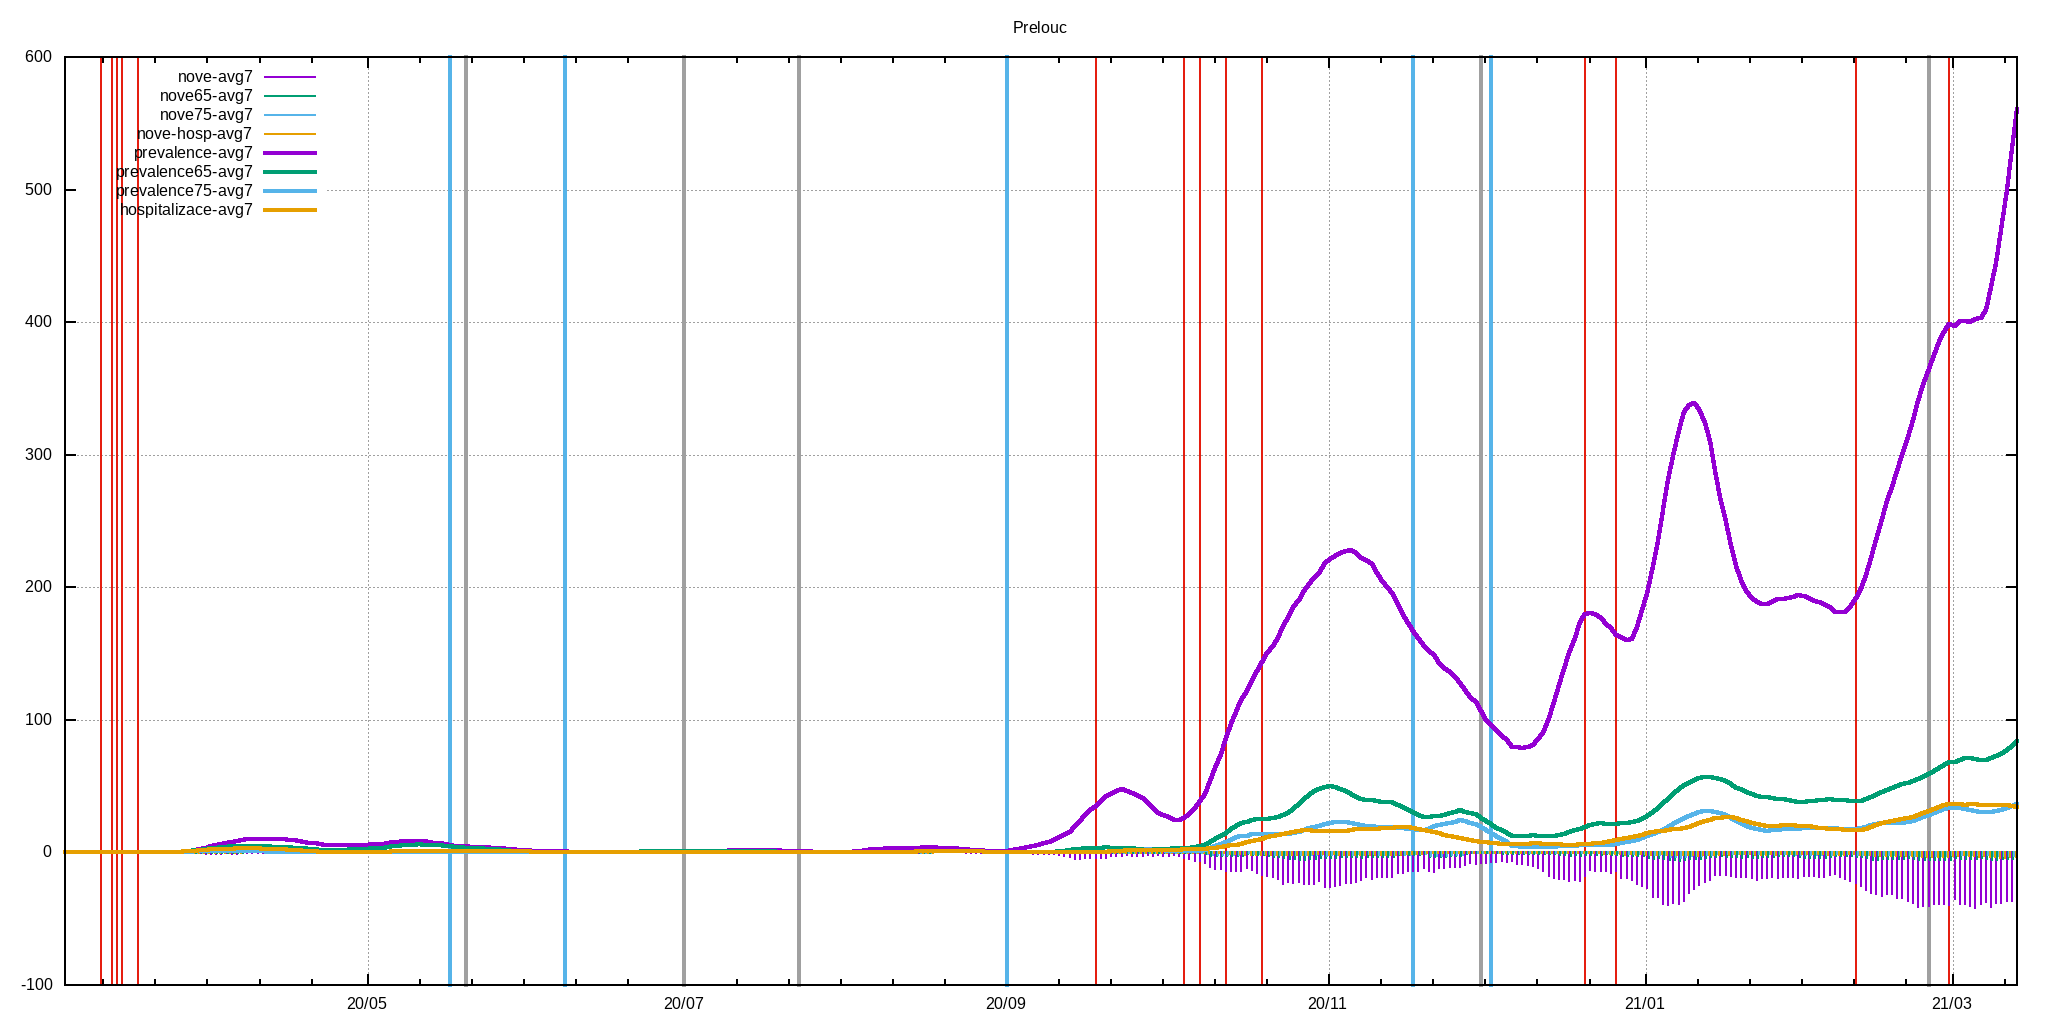 Prelouc
600
500
400
300
200
100
0
-100
nove-avg7
nove65-avg7
nove75-avg7
nove-hosp-avg7
prevalence-avg7
prevalence65-avg7
prevalence75-avg7
hospitalizace-avg7
20/05
20/07
20/09
20/11
21/01
21/03